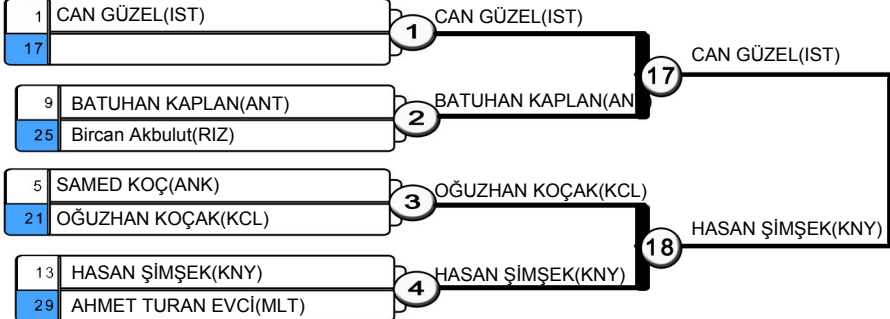 1 CAN GÜZEL(IST)
17
1
CAN GÜZEL(IST)
9 BATUHAN KAPLAN(ANT)
25 Bircan Akbulut(RIZ)
2
BATUHAN KAPLAN(ANT)
17
CAN GÜZEL(IST)
5 SAMED KOÇ(ANK)
21 OĞUZHAN KOÇAK(KCL)
3
OĞUZHAN KOÇAK(KCL)
13 HASAN ŞİMŞEK(KNY)
29 AHMET TURAN EVCİ(MLT)
4
HASAN ŞİMŞEK(KNY)
18
HASAN ŞİMŞEK(KNY)